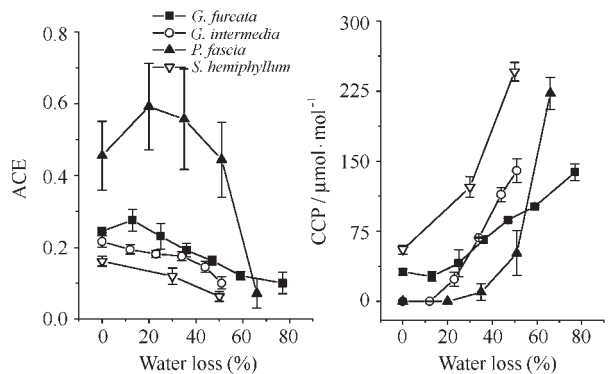 G. furcata
G. intermedia
P. fascia
S. hemiphyllum
0.8
0.6
0.4
0.2
0.0
ACE
0 20 40 60 80
Water loss (%)
300
225
150
75
0
CCP / μmol·mol⁻¹
0 20 40 60 80
Water loss (%)